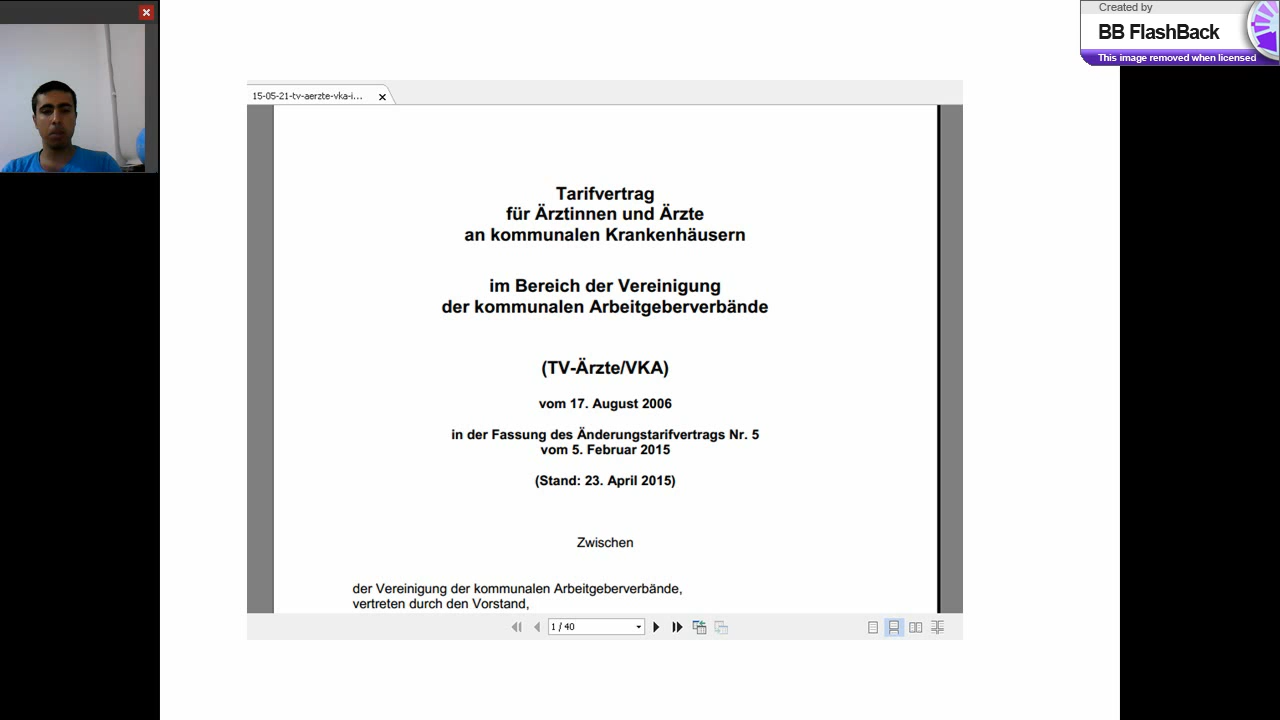 Created by
BB FlashBack
This image removed when licensed
15-05-21-tv-aerzte-vka-i...
Tarifvertrag
für Ärztinnen und Ärzte
an kommunalen Krankenhäusern
im Bereich der Vereinigung
der kommunalen Arbeitgeberverbände
(TV-Ärzte/VKA)
vom 17. August 2006
in der Fassung des Änderungstarifvertrags Nr. 5
vom 5. Februar 2015
(Stand: 23. April 2015)
Zwischen
der Vereinigung der kommunalen Arbeitgeberverbände,
vertreten durch den Vorstand,
1 / 40